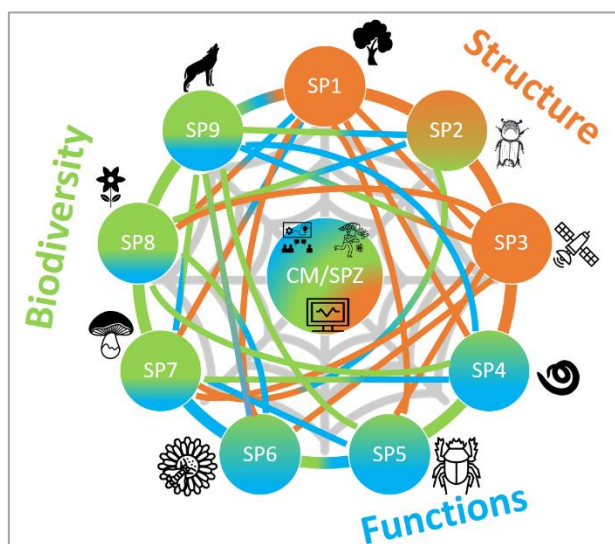 Structure
Biodiversity
Functions
SP1
SP2
SP3
SP4
SP5
SP6
SP7
SP8
SP9
CM/SPZ